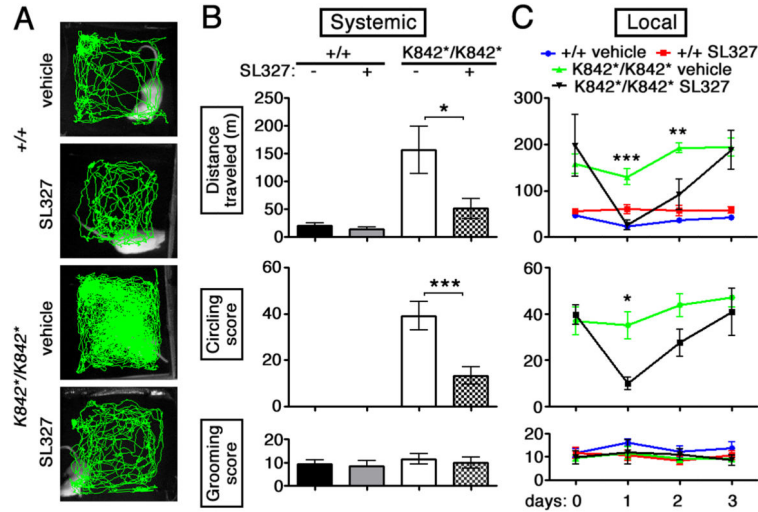 A
+/+
vehicle
SL327
K842*/K842*
vehicle
SL327
B
Systemic
+/+ K842*/K842*
SL327: - + - +
Distance traveled (m)
250
200
150
100
50
0
*
Circling score
60
40
20
0
***
Grooming score
20
10
0
C
Local
+/+ vehicle +/+ SL327
K842*/K842* vehicle
K842*/K842* SL327
300
200
100
0
*** **
60
40
20
0
*
20
10
0
days: 0 1 2 3